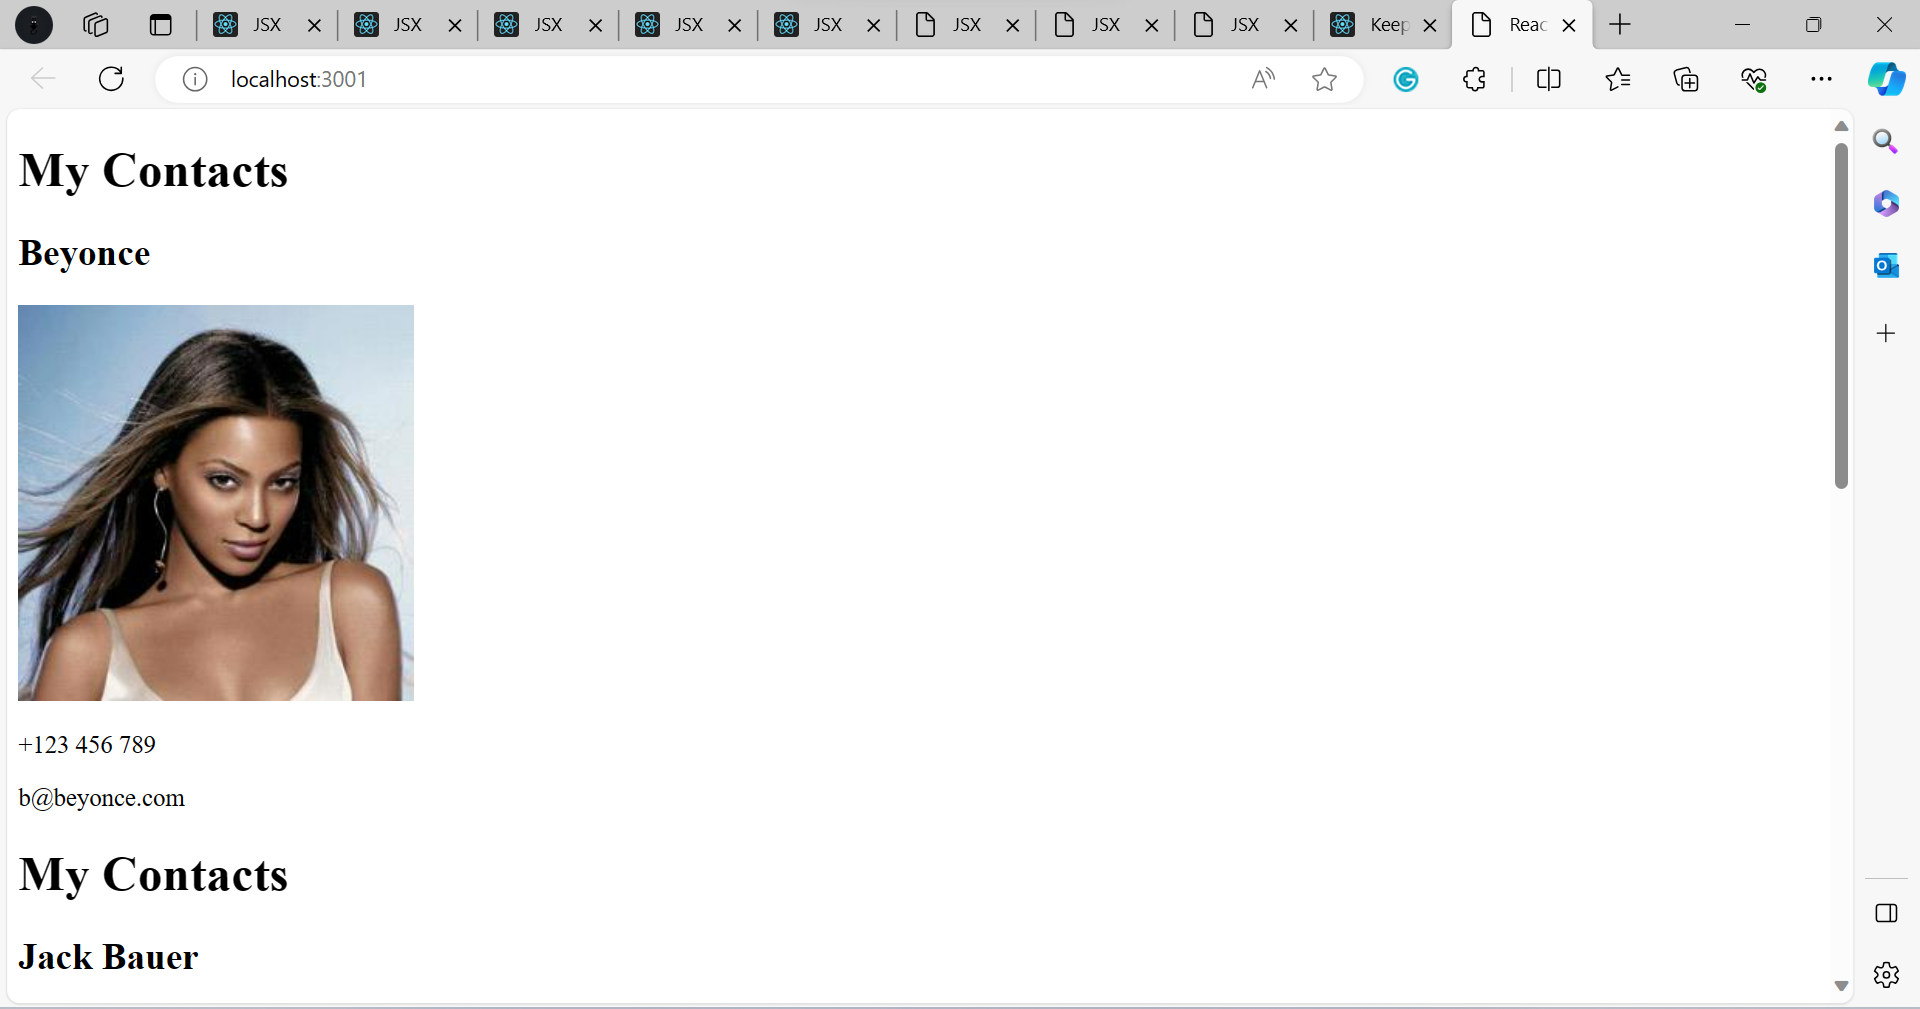 JSX
JSX
JSX
JSX
JSX
JSX
JSX
JSX
Keep
Reac
localhost:3001
My Contacts
Beyonce
+123 456 789
b@beyonce.com
My Contacts
Jack Bauer